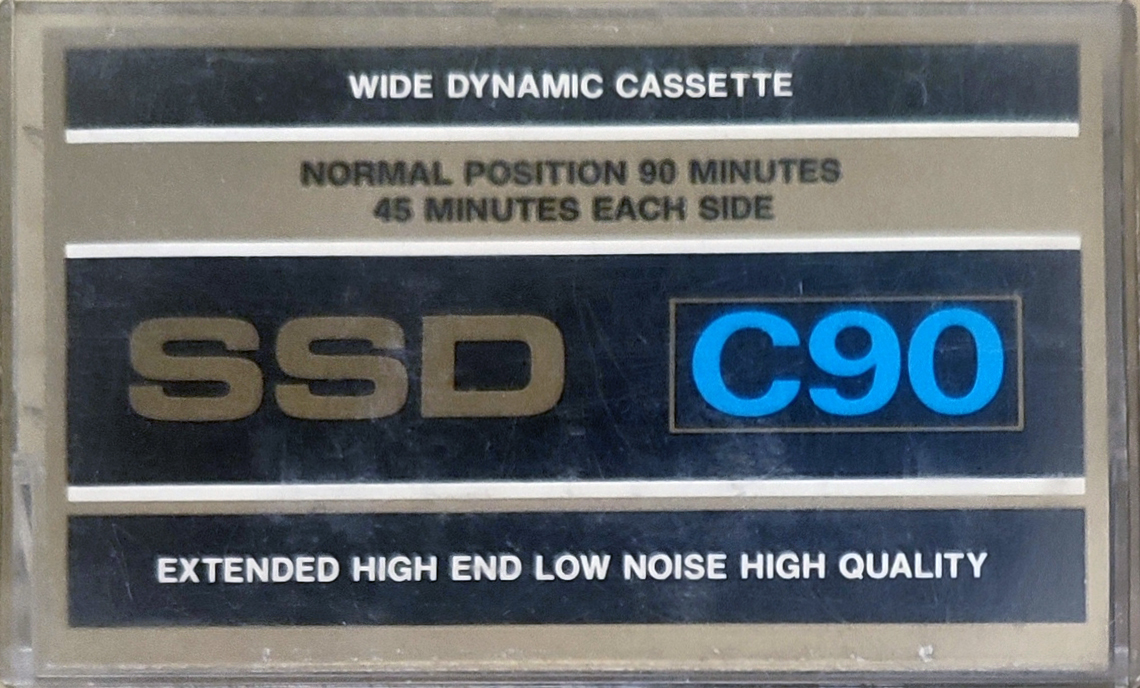 WIDE DYNAMIC CASSETTE
NORMAL POSITION 90 MINUTES
45 MINUTES EACH SIDE
SSD C90
EXTENDED HIGH END LOW NOISE HIGH QUALITY